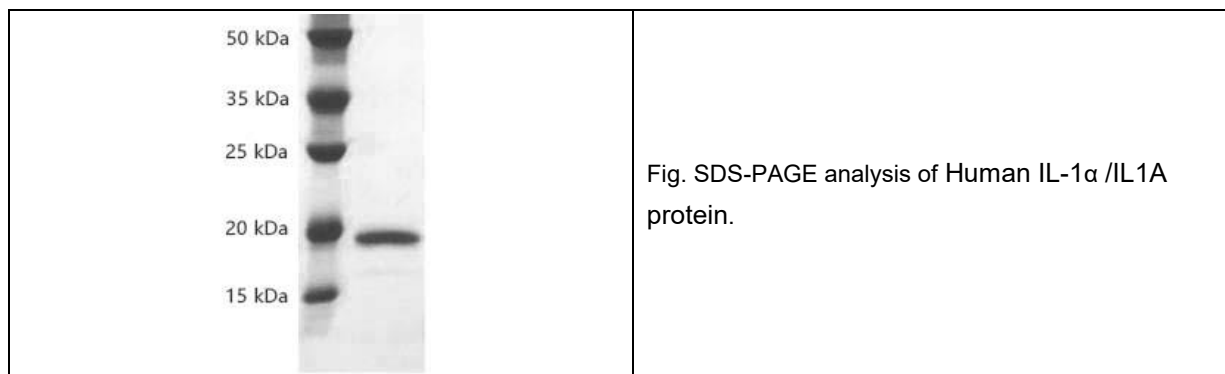 50 kDa
35 kDa
25 kDa
20 kDa
15 kDa
Fig. SDS-PAGE analysis of Human IL-1α /IL1A
protein.